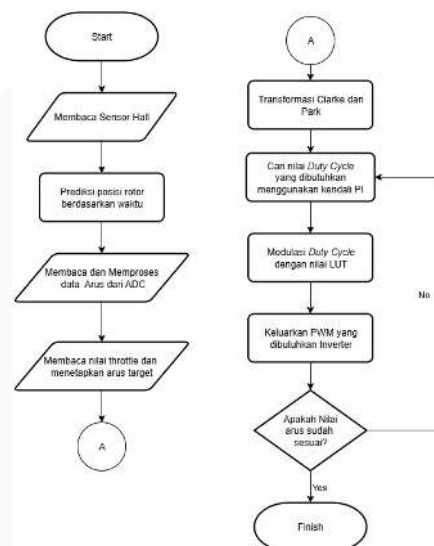 Start
Membaca Sensor Hall
Prediksi posisi rotor
berdasarkan waktu
Membaca dan Memproses
data Arus dari ADC
Membaca nilai throttle dan
menetapkan arus target
A
A
Transformasi Clarke dan
Park
Cari nilai Duty Cycle
yang dibutuhkan
menggunakan kendali PI
Modulasi Duty Cycle
dengan nilai LUT
Keluarkan PWM yang
dibutuhkan Inverter
No
Apakah Nilai
arus sudah
sesuai?
Yes
Finish